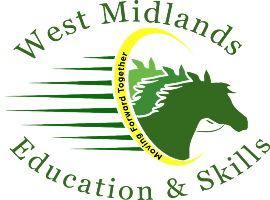 West Midlands
Moving Forward Together
Education & Skills